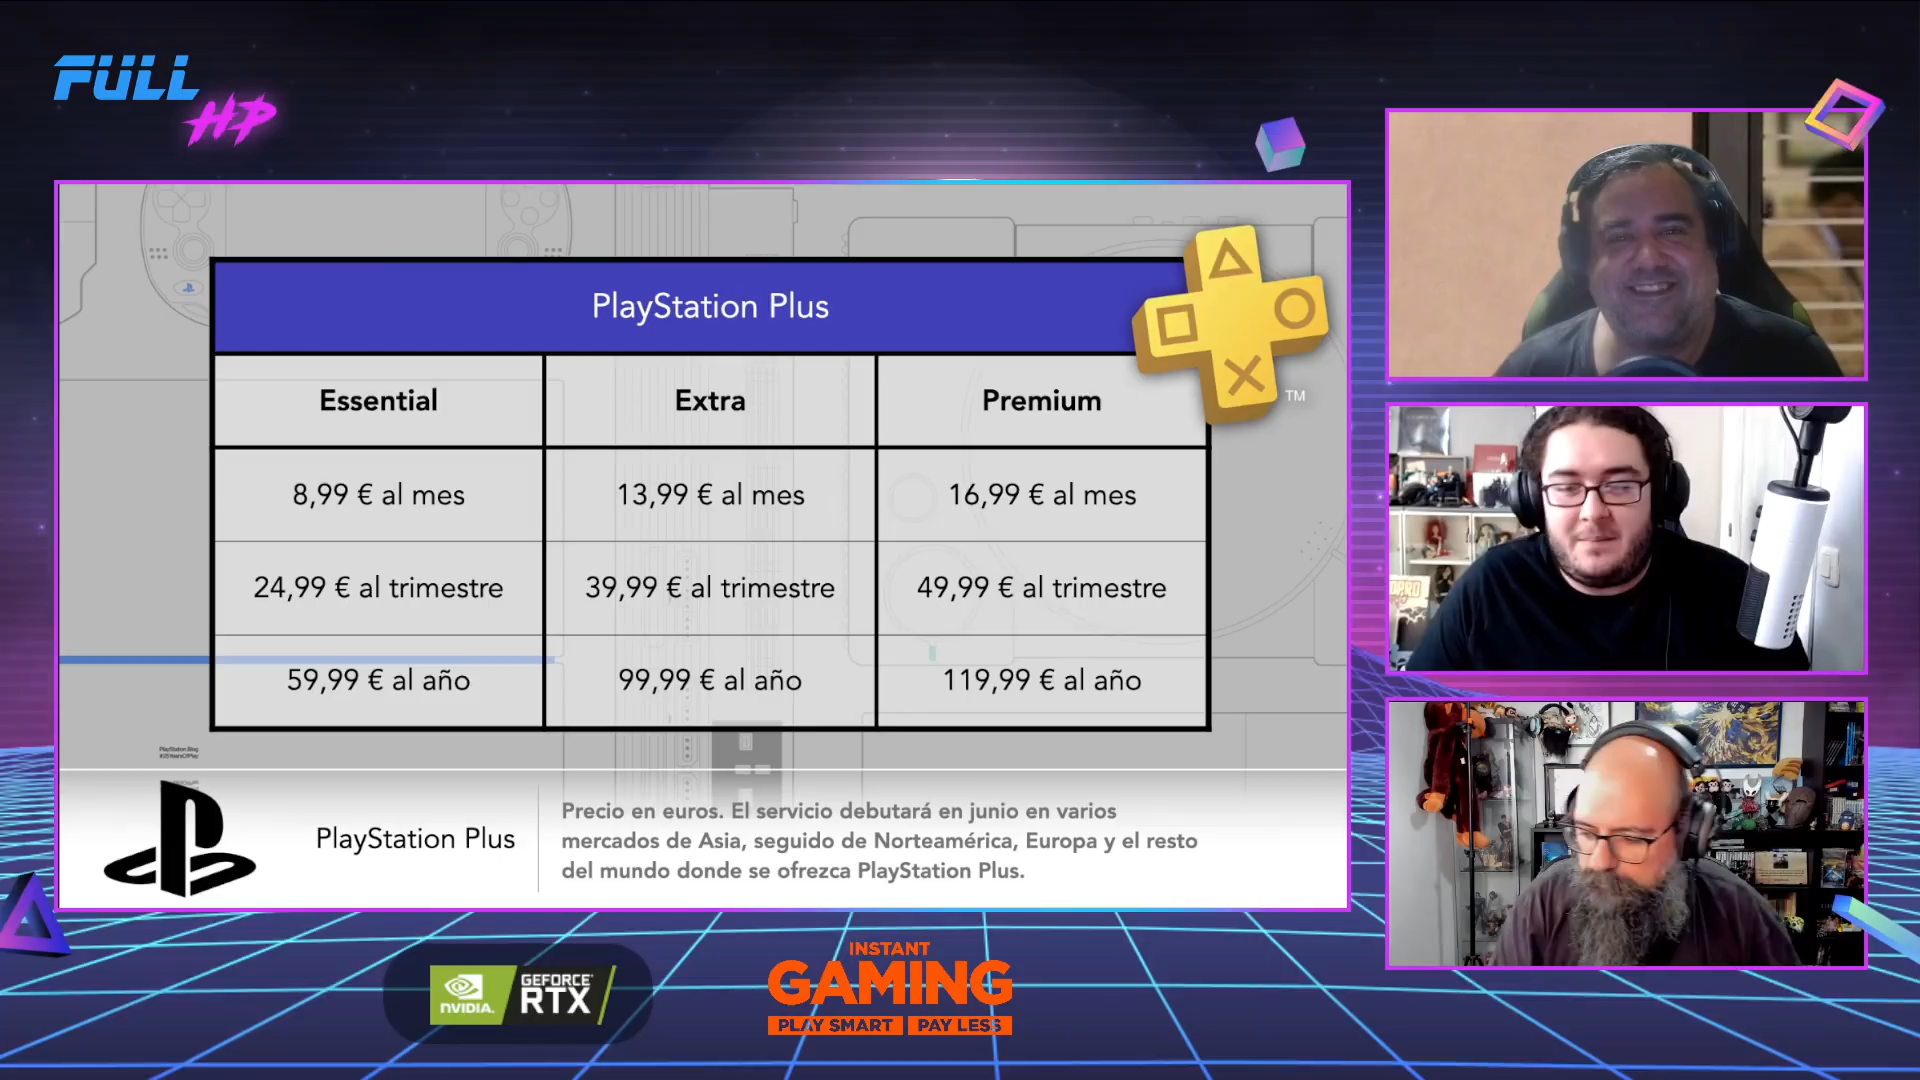 FULL
HP
PlayStation Plus
Essential
Extra
Premium
TM
8,99 € al mes
13,99 € al mes
16,99 € al mes
24,99 € al trimestre
39,99 € al trimestre
49,99 € al trimestre
59,99 € al año
99,99 € al año
119,99 € al año
PlayStation Blog
PlayStation Plus
Precio en euros. El servicio debutará en junio en varios
mercados de Asia, seguido de Norteamérica, Europa y el resto
del mundo donde se ofrezca PlayStation Plus.
NVIDIA.
GEFORCE
RTX
INSTANT
GAMING
PLAY SMART
PAY LESS